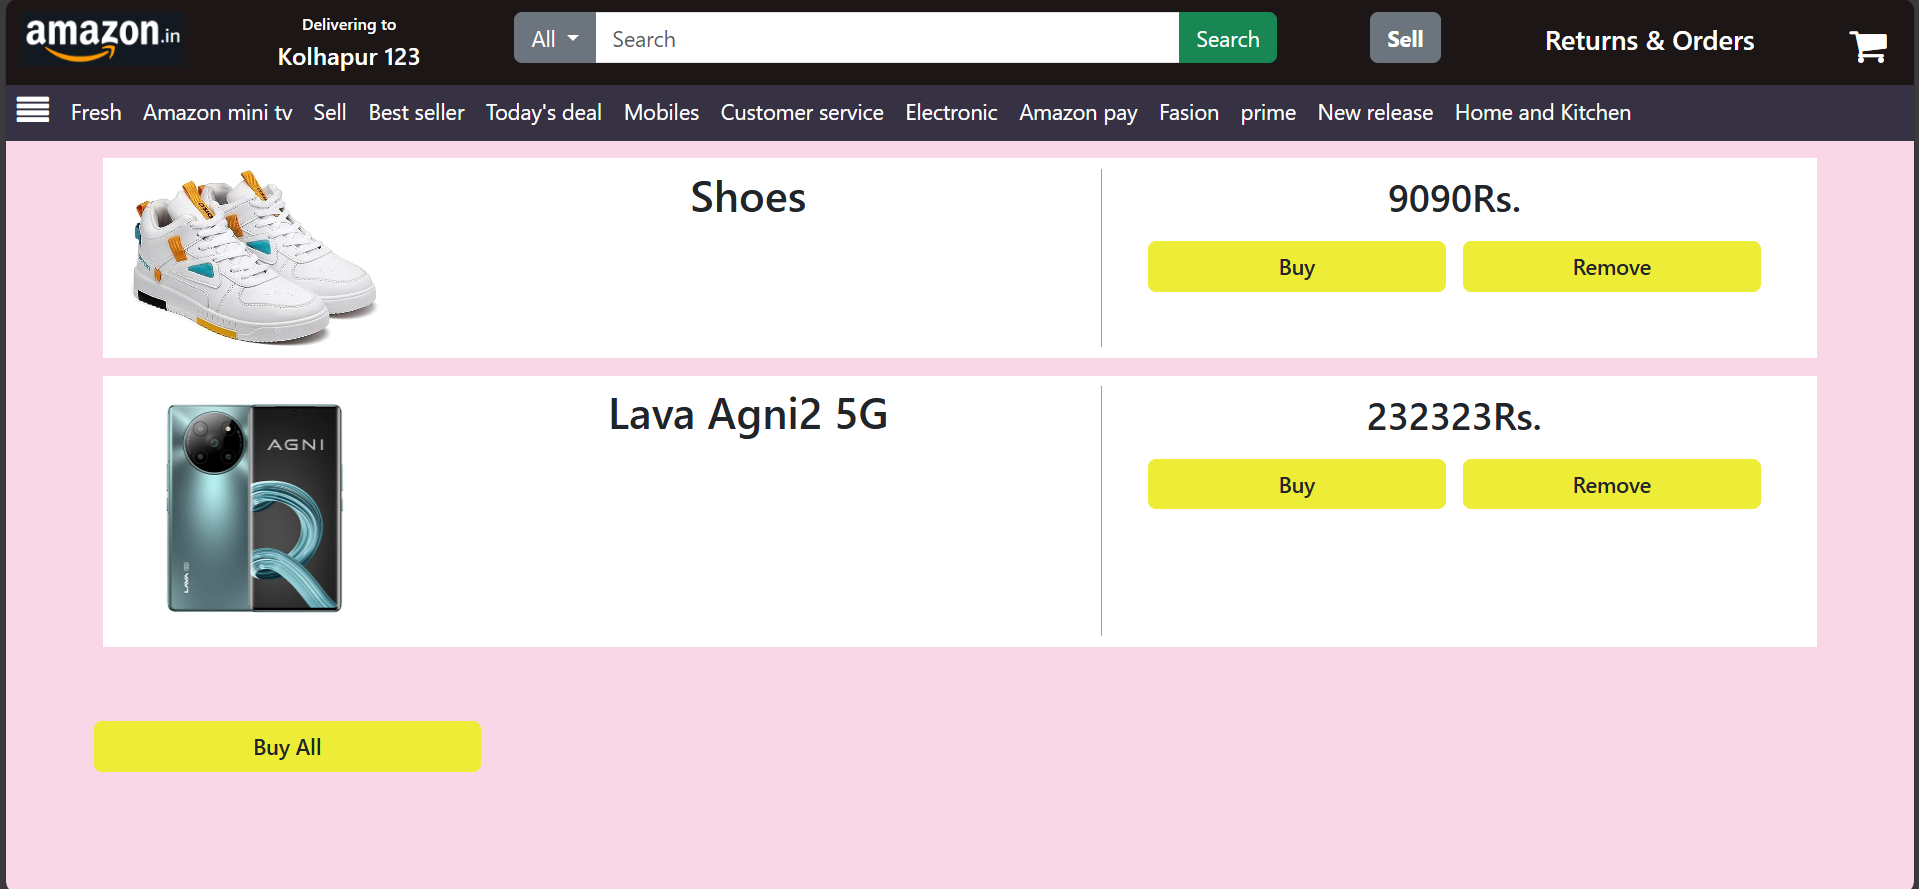 amazon.in
Delivering to
Kolhapur 123
All
Search
Search
Sell
Returns & Orders
Fresh Amazon mini tv Sell Best seller Today's deal Mobiles Customer service Electronic Amazon pay Fasion prime New release Home and Kitchen
Shoes
9090Rs.
Buy
Remove
AGNI
LAVA
Lava Agni2 5G
232323Rs.
Buy
Remove
Buy All